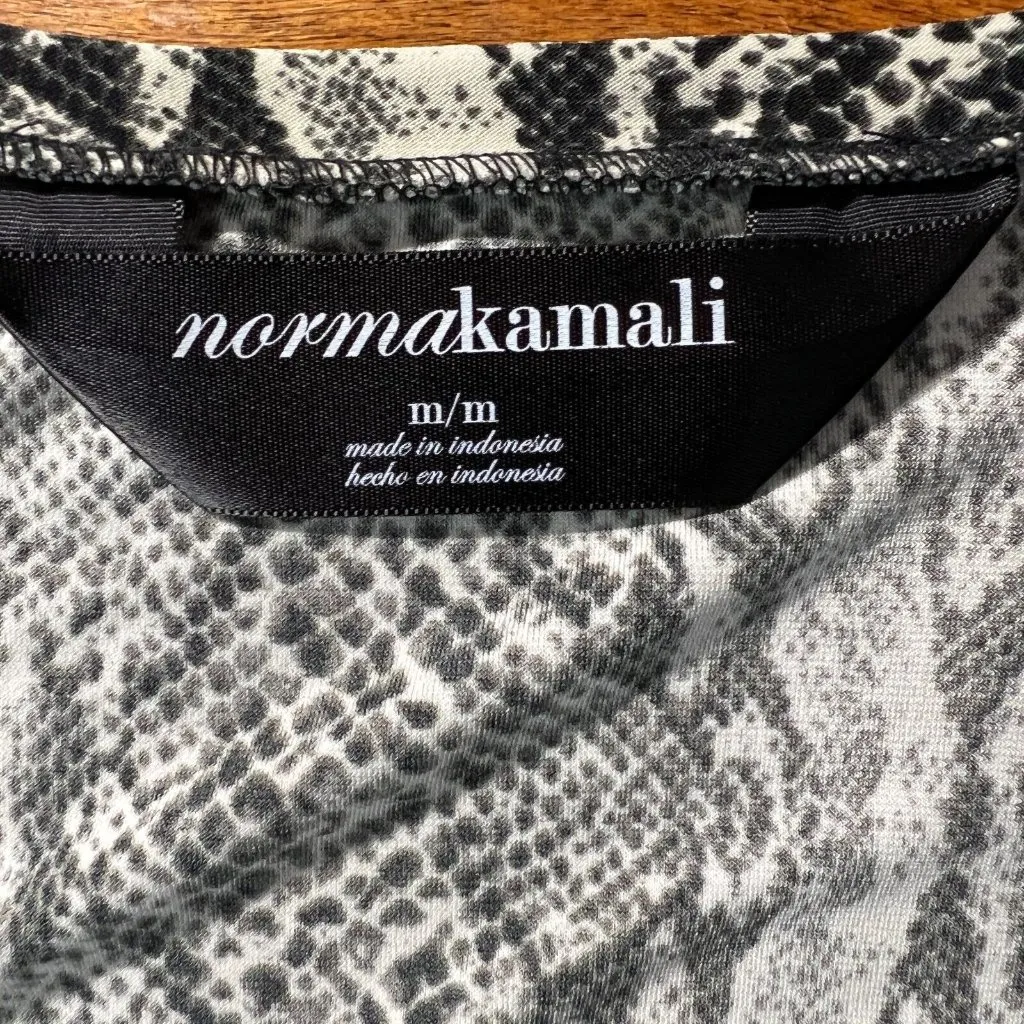 normakamali
m/m
made in indonesia
hecho en indonesia